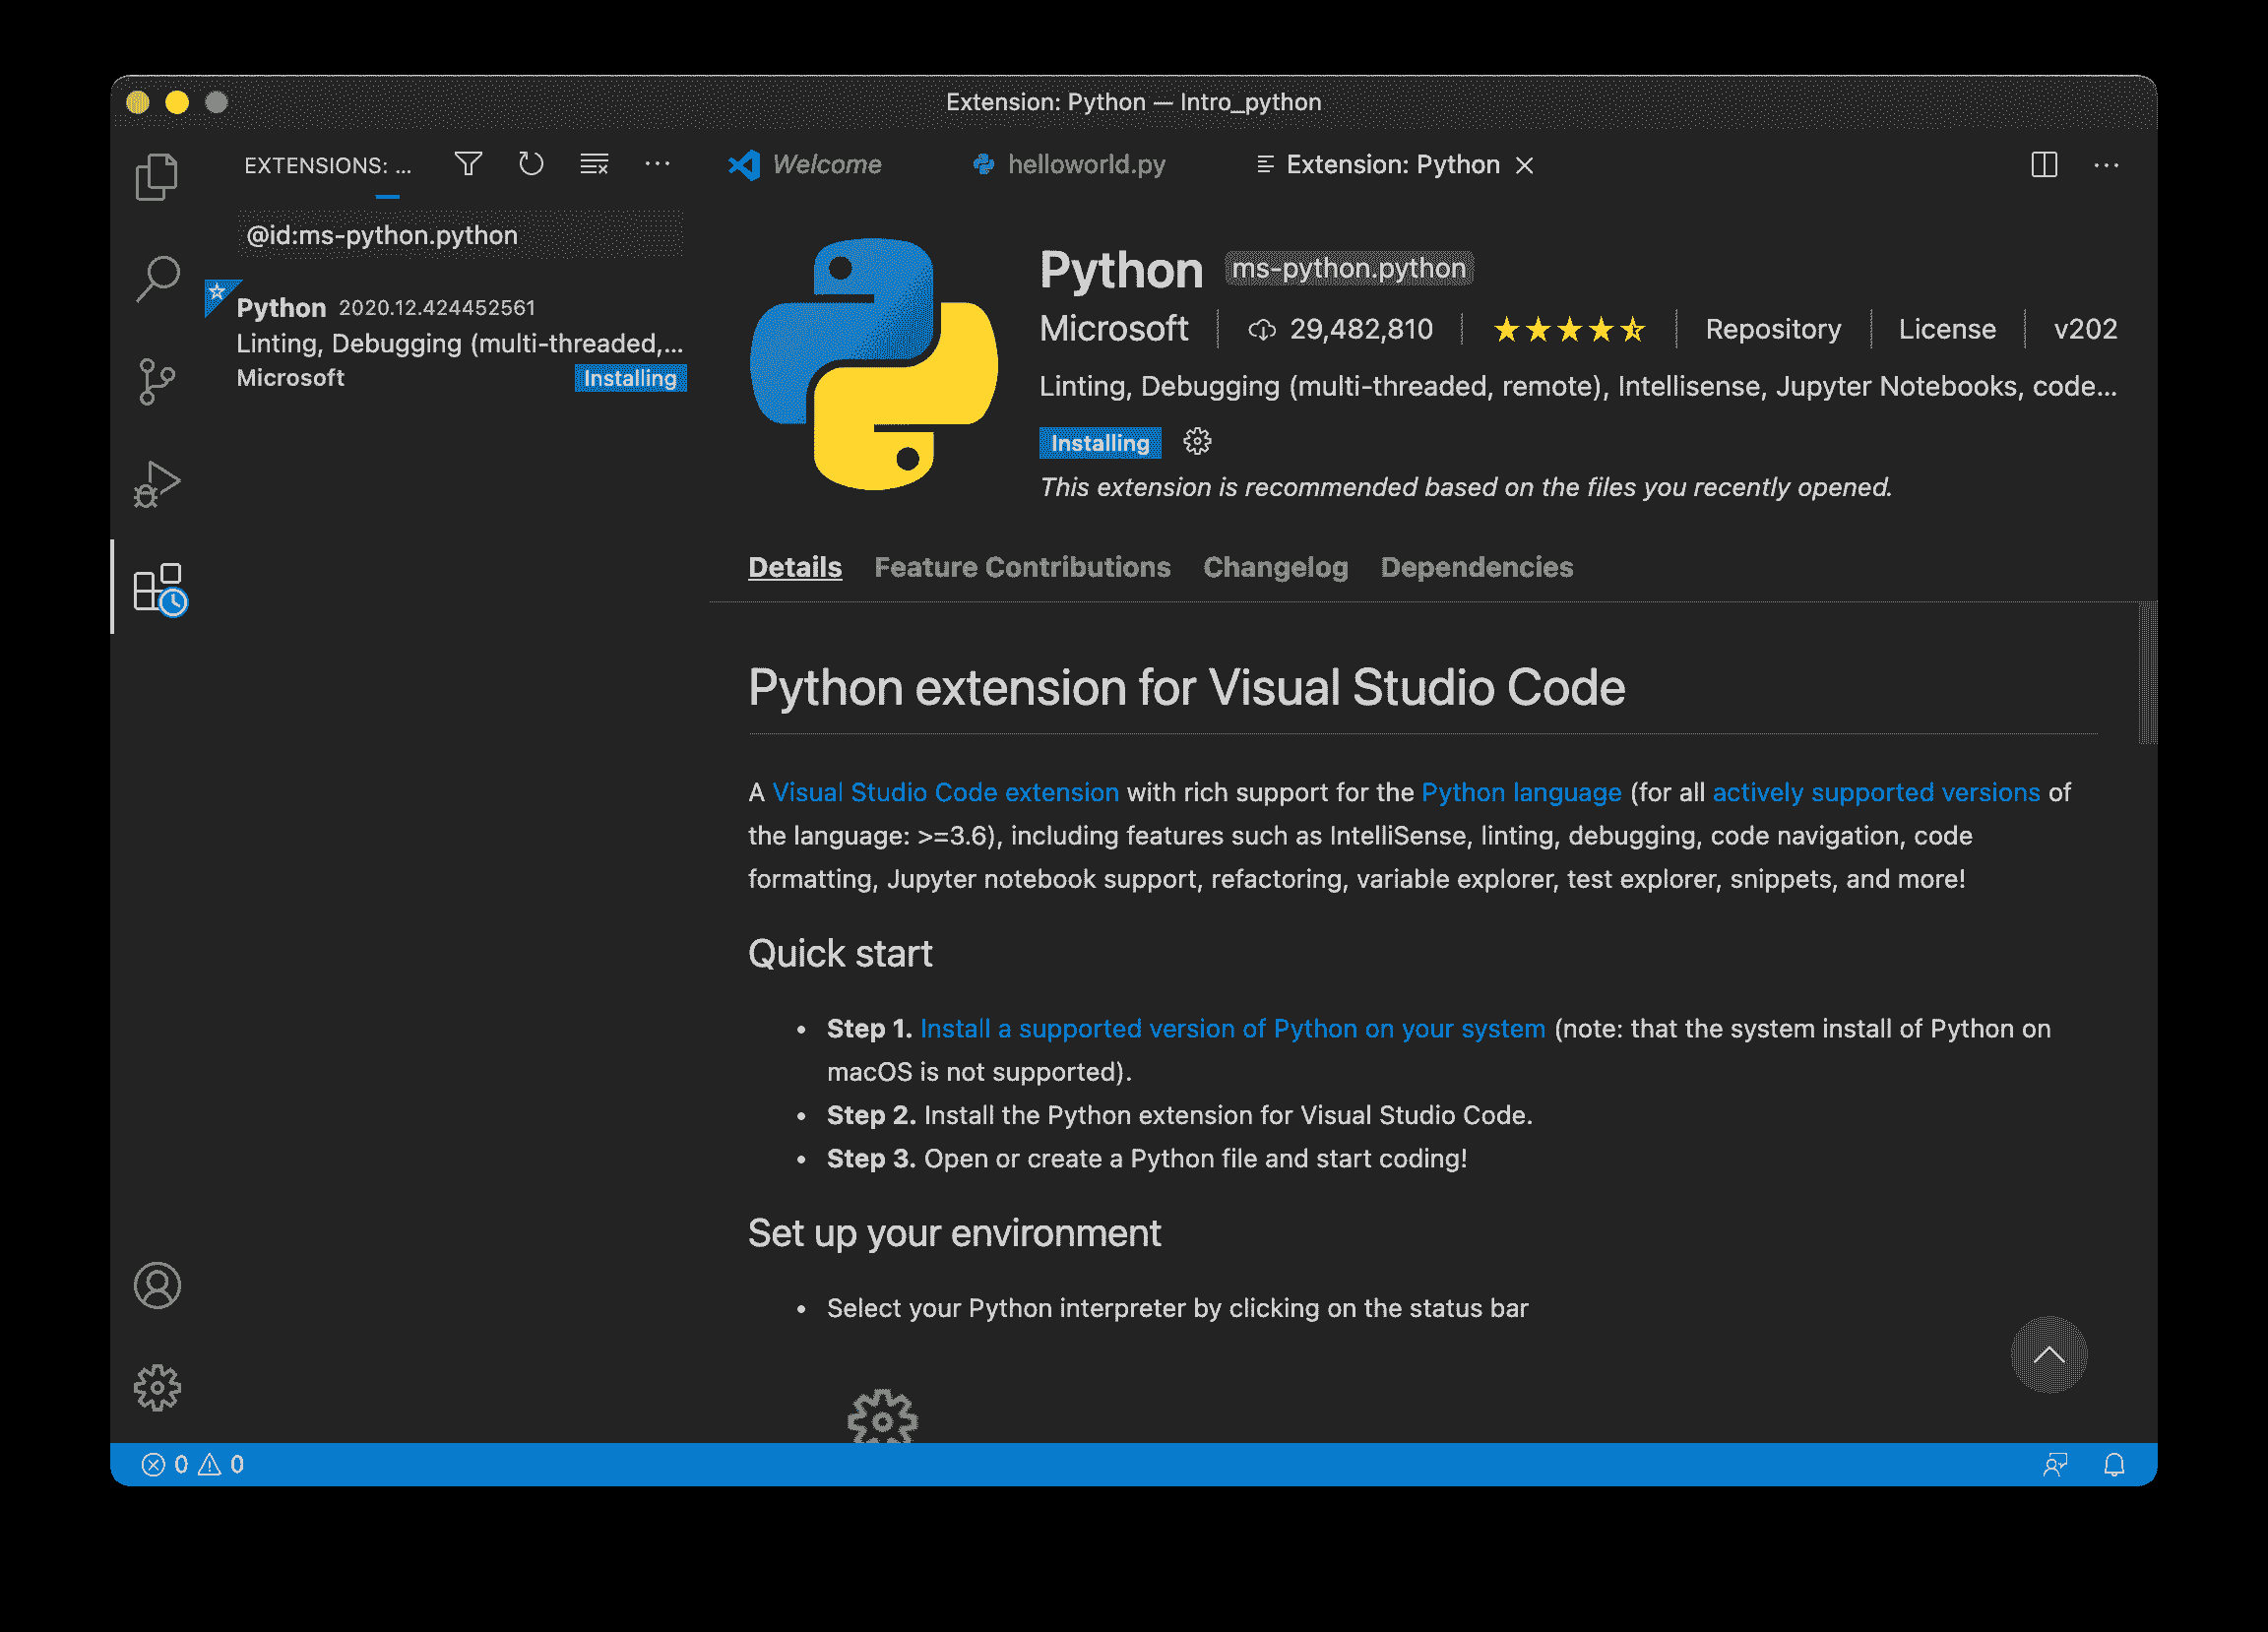 Extension: Python — Intro_python
EXTENSIONS: ...
Welcome
helloworld.py
Extension: Python
@id:ms-python.python
Python 2020.12.424452561
Linting, Debugging (multi-threaded,...
Microsoft Installing
Python ms-python.python
Microsoft 29,482,810 Repository License v202
Linting, Debugging (multi-threaded, remote), Intellisense, Jupyter Notebooks, code...
Installing
This extension is recommended based on the files you recently opened.
Details Feature Contributions Changelog Dependencies
Python extension for Visual Studio Code
A Visual Studio Code extension with rich support for the Python language (for all actively supported versions of
the language: >=3.6), including features such as IntelliSense, linting, debugging, code navigation, code
formatting, Jupyter notebook support, refactoring, variable explorer, test explorer, snippets, and more!
Quick start
• Step 1. Install a supported version of Python on your system (note: that the system install of Python on
macOS is not supported).
• Step 2. Install the Python extension for Visual Studio Code.
• Step 3. Open or create a Python file and start coding!
Set up your environment
• Select your Python interpreter by clicking on the status bar
0 0